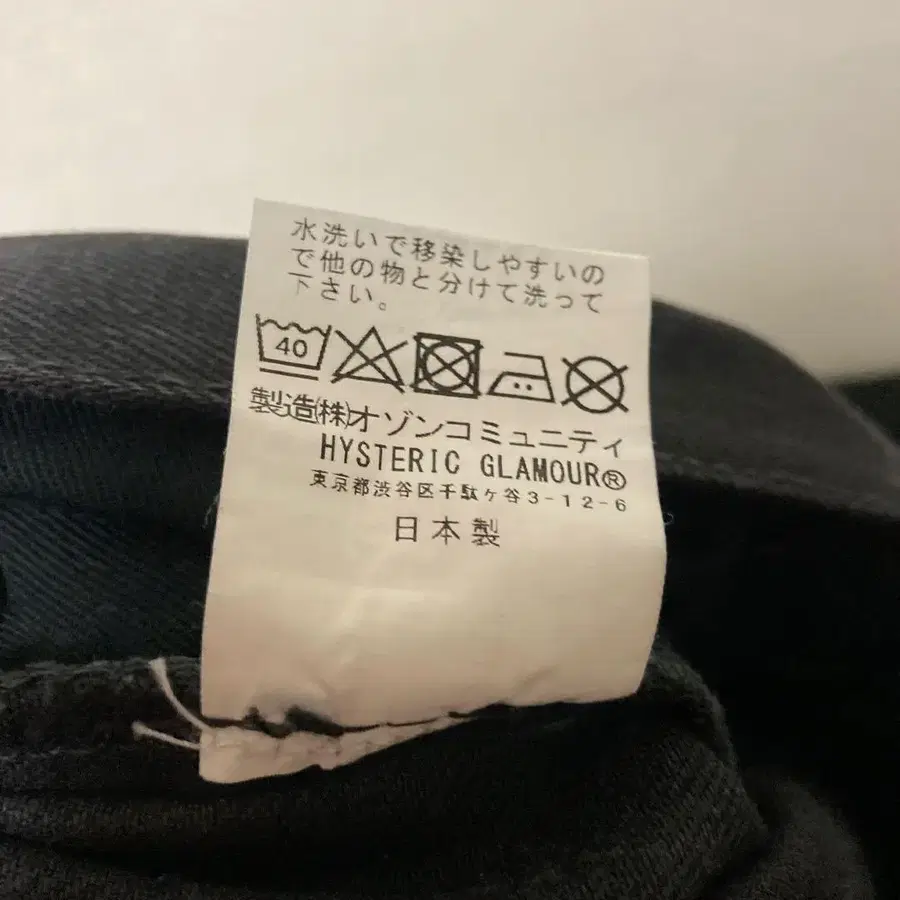 水洗いで移染しやすいの
で他の物と分けて洗って
下さい。
40
製造㈱オゾンコミュニティ
HYSTERIC GLAMOUR®
東京都渋谷区千駄ケ谷3-12-6
日本製